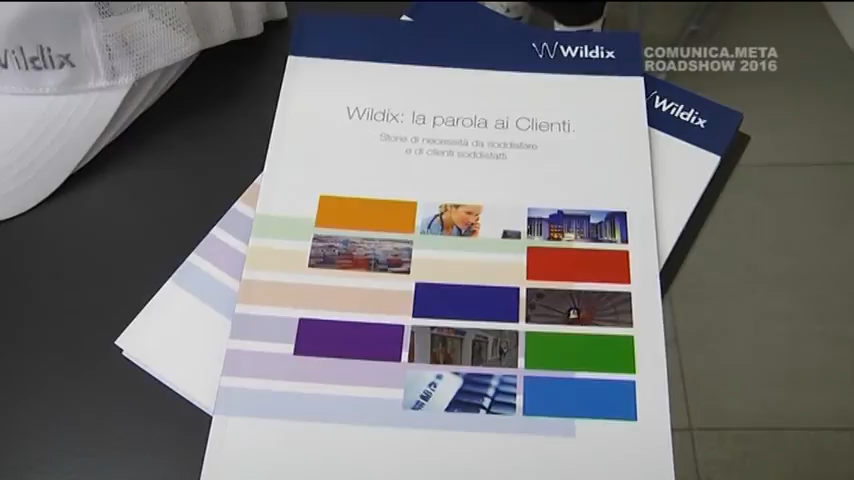 Wildix
Wildix
COMUNICA.META
ROADSHOW 2016
Wildix
Wildix: la parola ai Clienti.
Storie di necessità da soddisfare
e di clienti soddisfatti